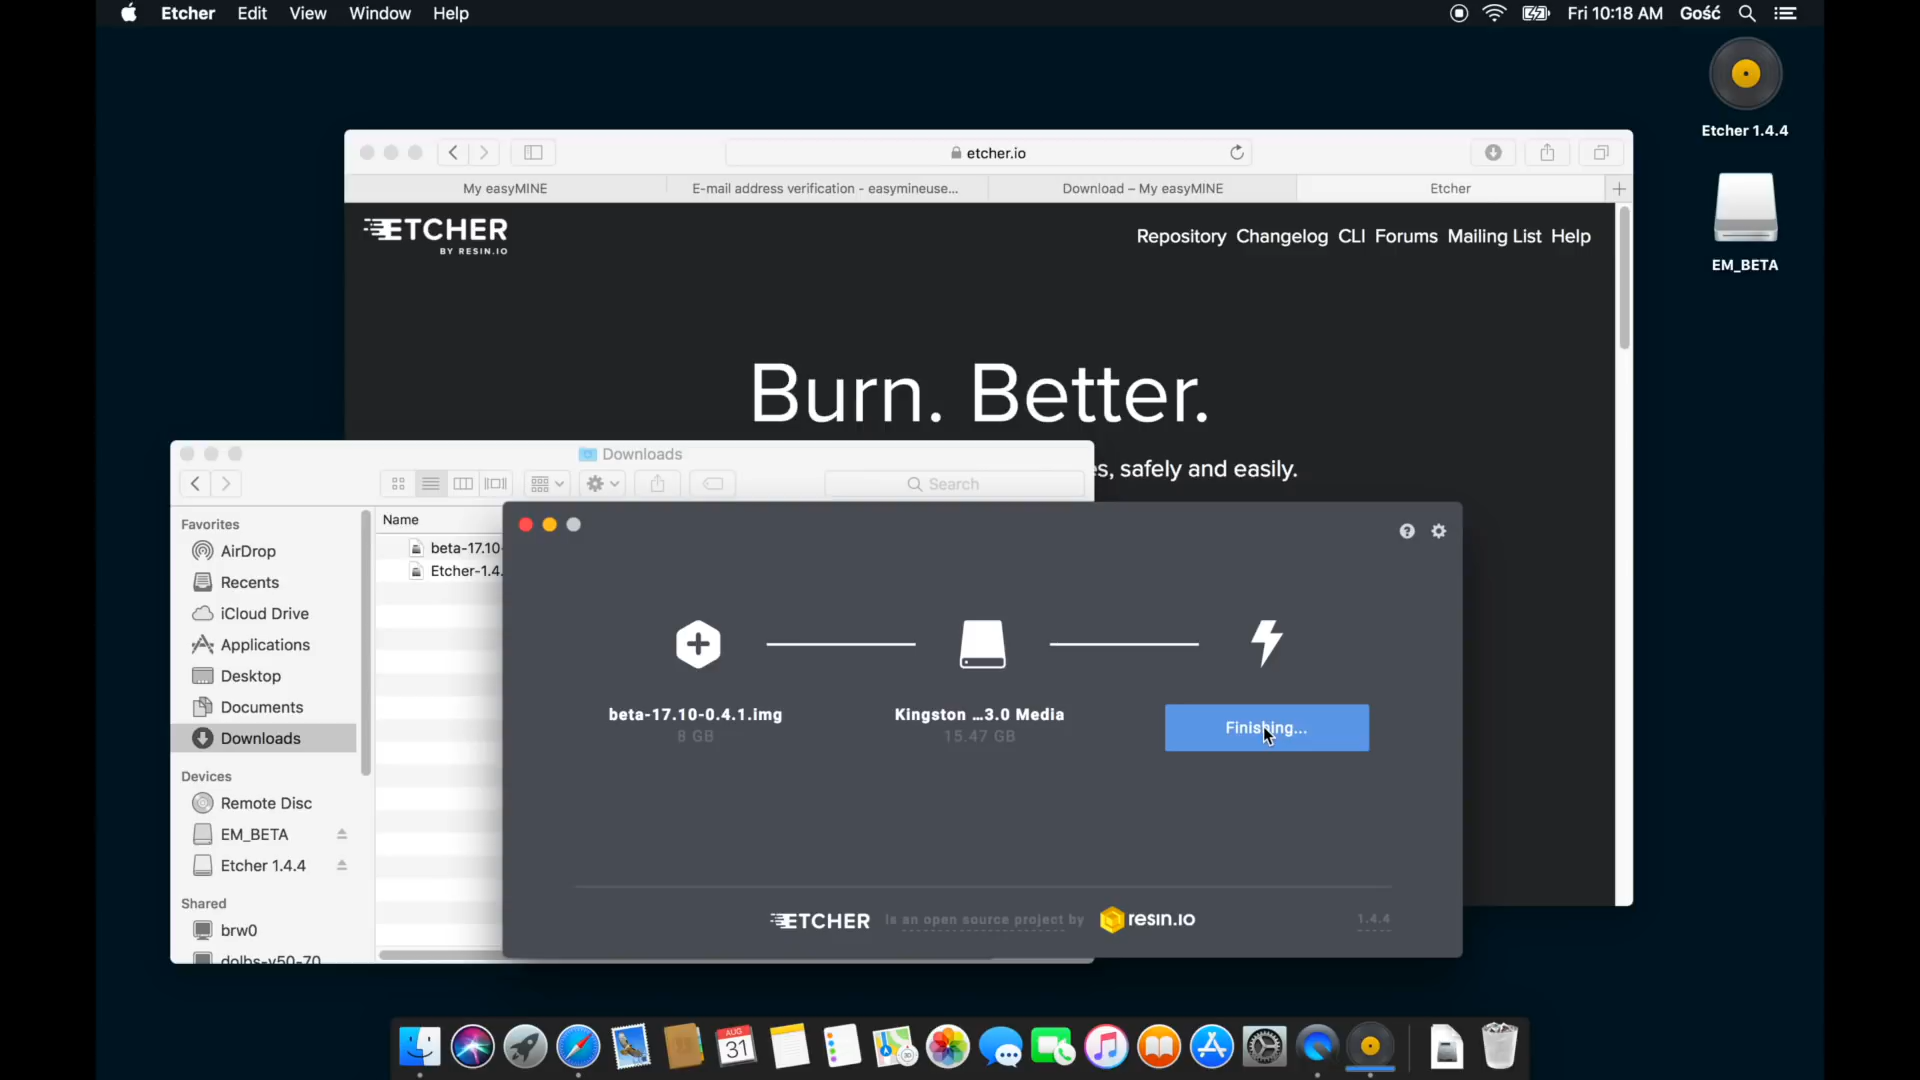 Etcher Edit View Window Help
Fri 10:18 AM Gość
Etcher 1.4.4
EM_BETA
etcher.io
My easyMINE
E-mail address verification - easymineuse...
Download – My easyMINE
Etcher
ETCHER
BY RESIN.IO
Repository Changelog CLI Forums Mailing List Help
Burn. Better.
s, safely and easily.
Downloads
Search
Favorites
AirDrop
Recents
iCloud Drive
Applications
Desktop
Documents
Downloads
Devices
Remote Disc
EM_BETA
Etcher 1.4.4
Shared
brw0
dolbs-v50-70
Name
beta-17.10-
Etcher-1.4.
beta-17.10-0.4.1.img
8 GB
Kingston ...3.0 Media
15.47 GB
Finishing...
ETCHER is an open source project by resin.io
1.4.4
AUG
31